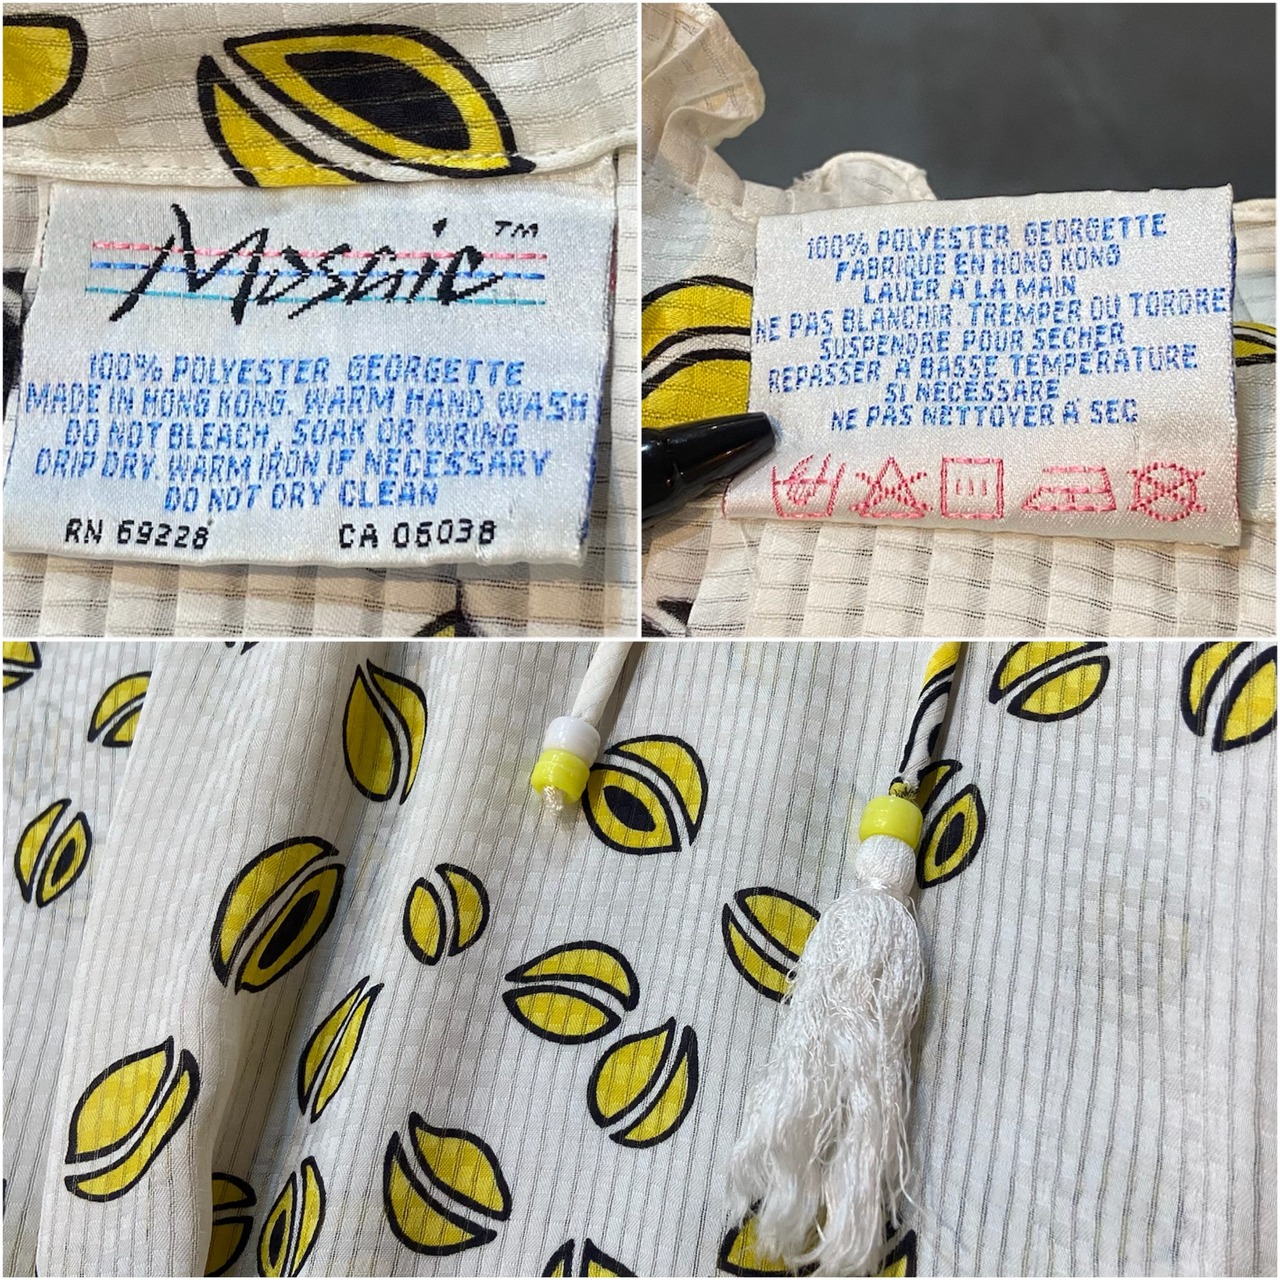 Mosaic TM
100% POLYESTER GEORGETTE
MADE IN HONG KONG. WARM HAND WASH
DO NOT BLEACH, SOAK OR WRING
DRIP DRY. WARM IRON IF NECESSARY
DO NOT DRY CLEAN
RN 69228 CA 06038
100% POLYESTER GEORGETTE
FABRIQUE EN HONG KONG
LAVER A LA MAIN
NE PAS BLANCHIR. TREMPER OU TORDRE
SUSPENDRE POUR SECHER
REPASSER A BASSE TEMPERATURE
SI NECESSARE
NE PAS NETTOYER A SEC